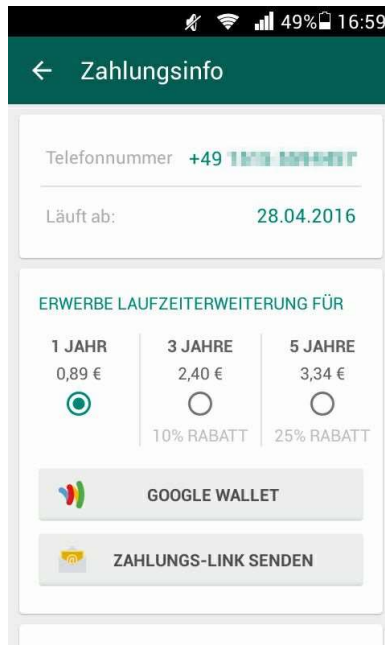 49% 16:59
Zahlungsinfo
Telefonnummer +49
Läuft ab: 28.04.2016
ERWERBE LAUFZEITERWEITERUNG FÜR
1 JAHR 3 JAHRE 5 JAHRE
0,89 € 2,40 € 3,34 €
10% RABATT 25% RABATT
GOOGLE WALLET
@ ZAHLUNGS-LINK SENDEN